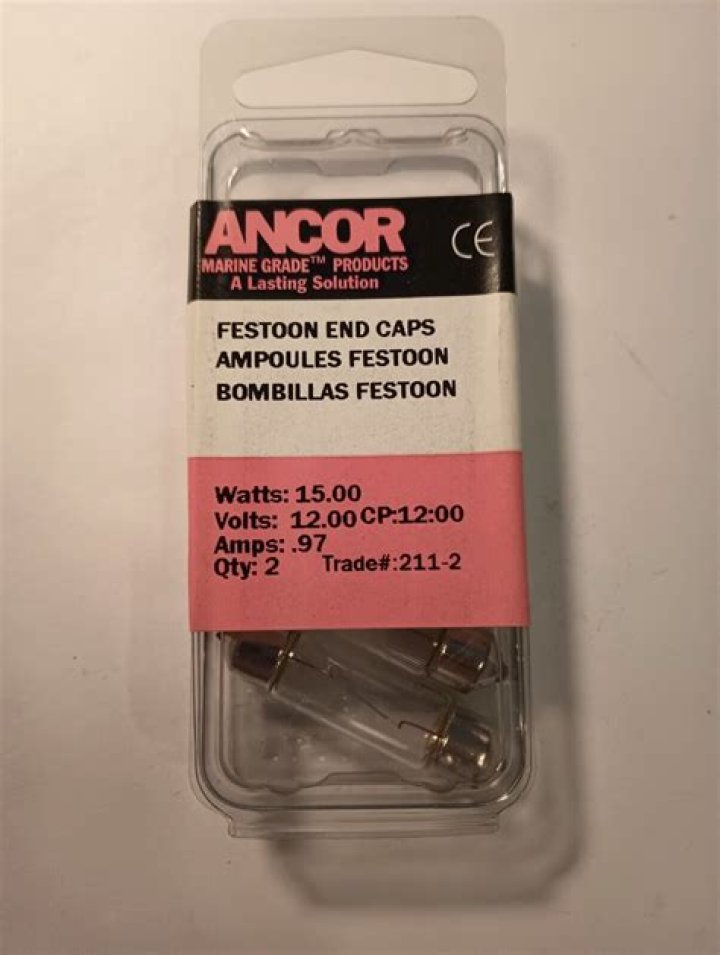 ANCOR CE
MARINE GRADE™ PRODUCTS
A Lasting Solution
FESTOON END CAPS
AMPOULES FESTOON
BOMBILLAS FESTOON
Watts: 15.00
Volts: 12.00 CP:12:00
Amps: .97
Qty: 2 Trade#:211-2